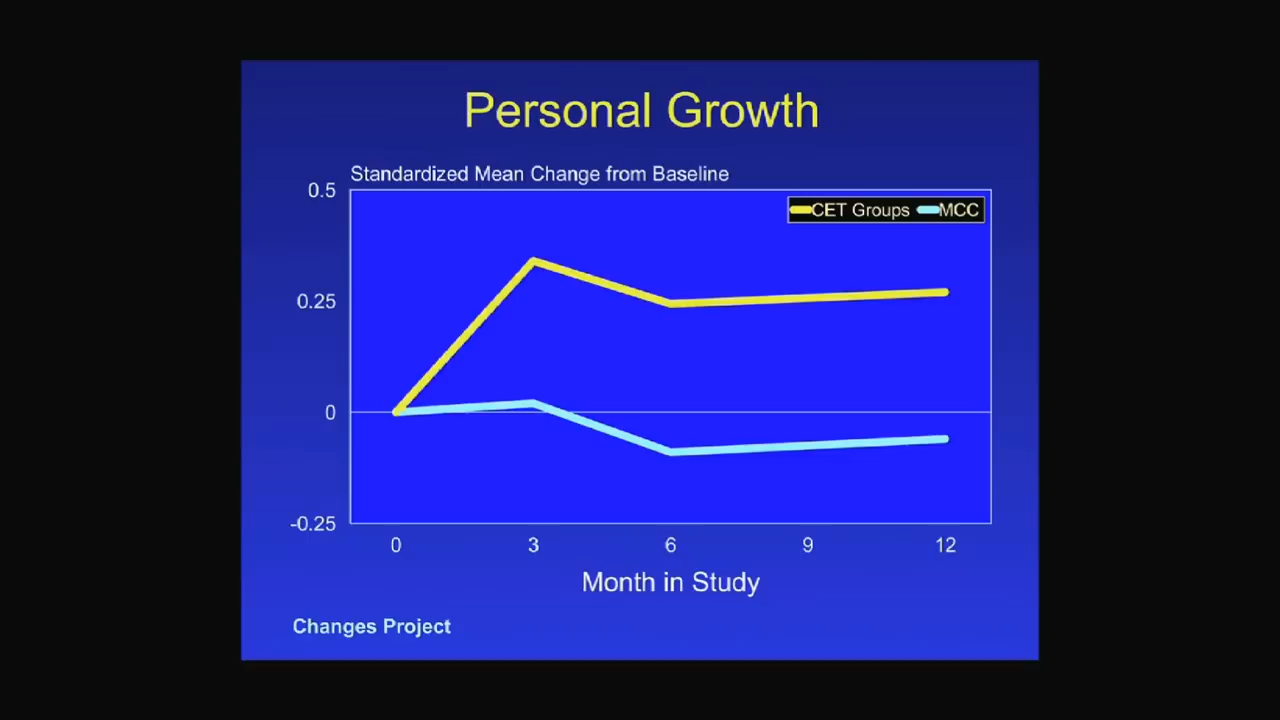 Personal Growth
Standardized Mean Change from Baseline
0.5
CET Groups MCC
0.25
0
-0.25
0 3 6 9 12
Month in Study
Changes Project